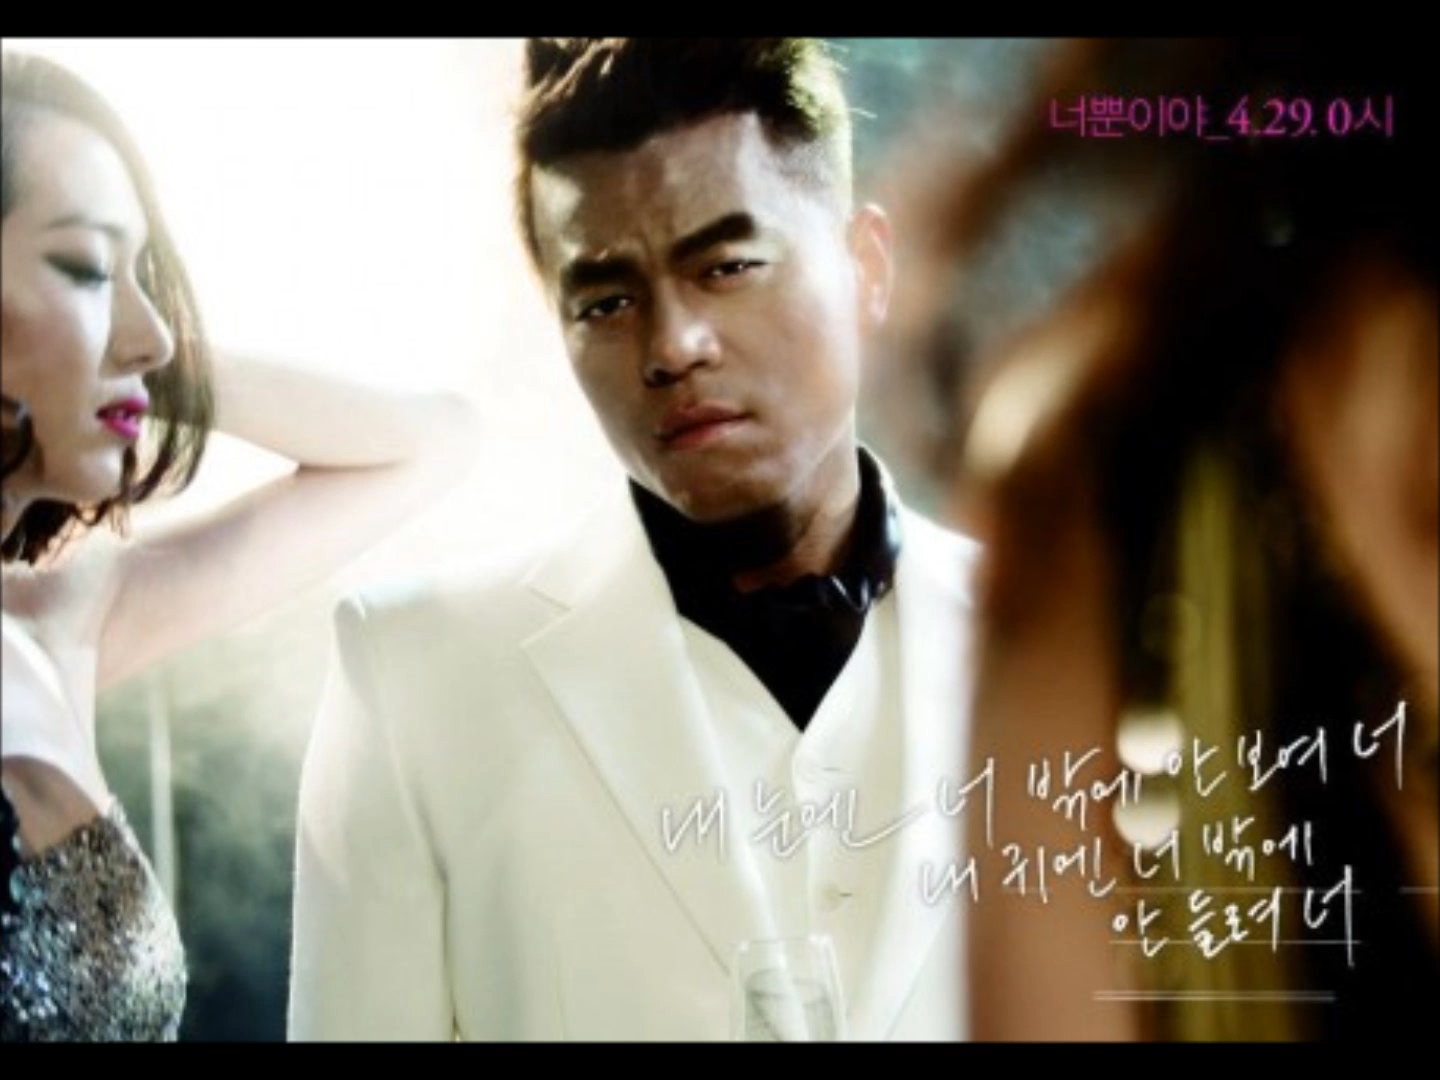 너뿐이야_4.29. 0시
내 눈엔 너 밖에 안 보여 너
내 귀엔 너 밖에
안 들려 너